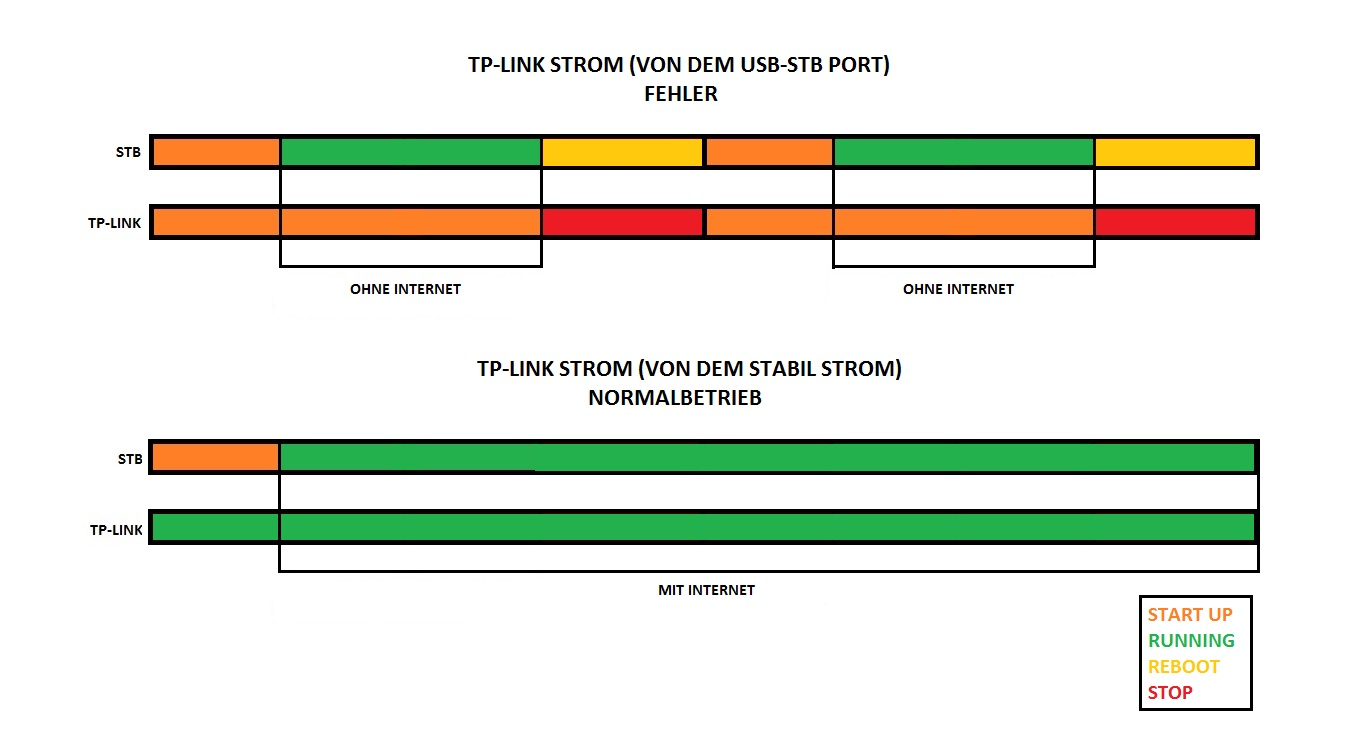 TP-LINK STROM (VON DEM USB-STB PORT)
FEHLER
STB
TP-LINK
OHNE INTERNET
OHNE INTERNET
TP-LINK STROM (VON DEM STABIL STROM)
NORMALBETRIEB
STB
TP-LINK
MIT INTERNET
START UP
RUNNING
REBOOT
STOP